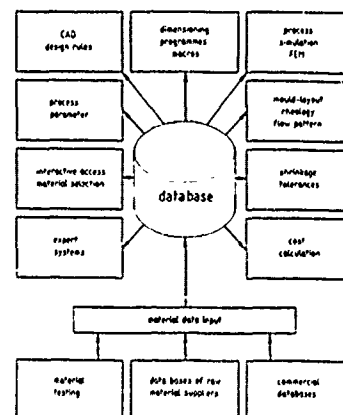 CAD
design rules
dimensioning
programmes
macros
process
simulation
FEM
process
parameter
mould-layout
rheology
flow pattern
interactive access
material selection
database
shrinkage
tolerances
expert
systems
cost
calculation
material data input
material
testing
data bases of raw
material suppliers
commercial
databases